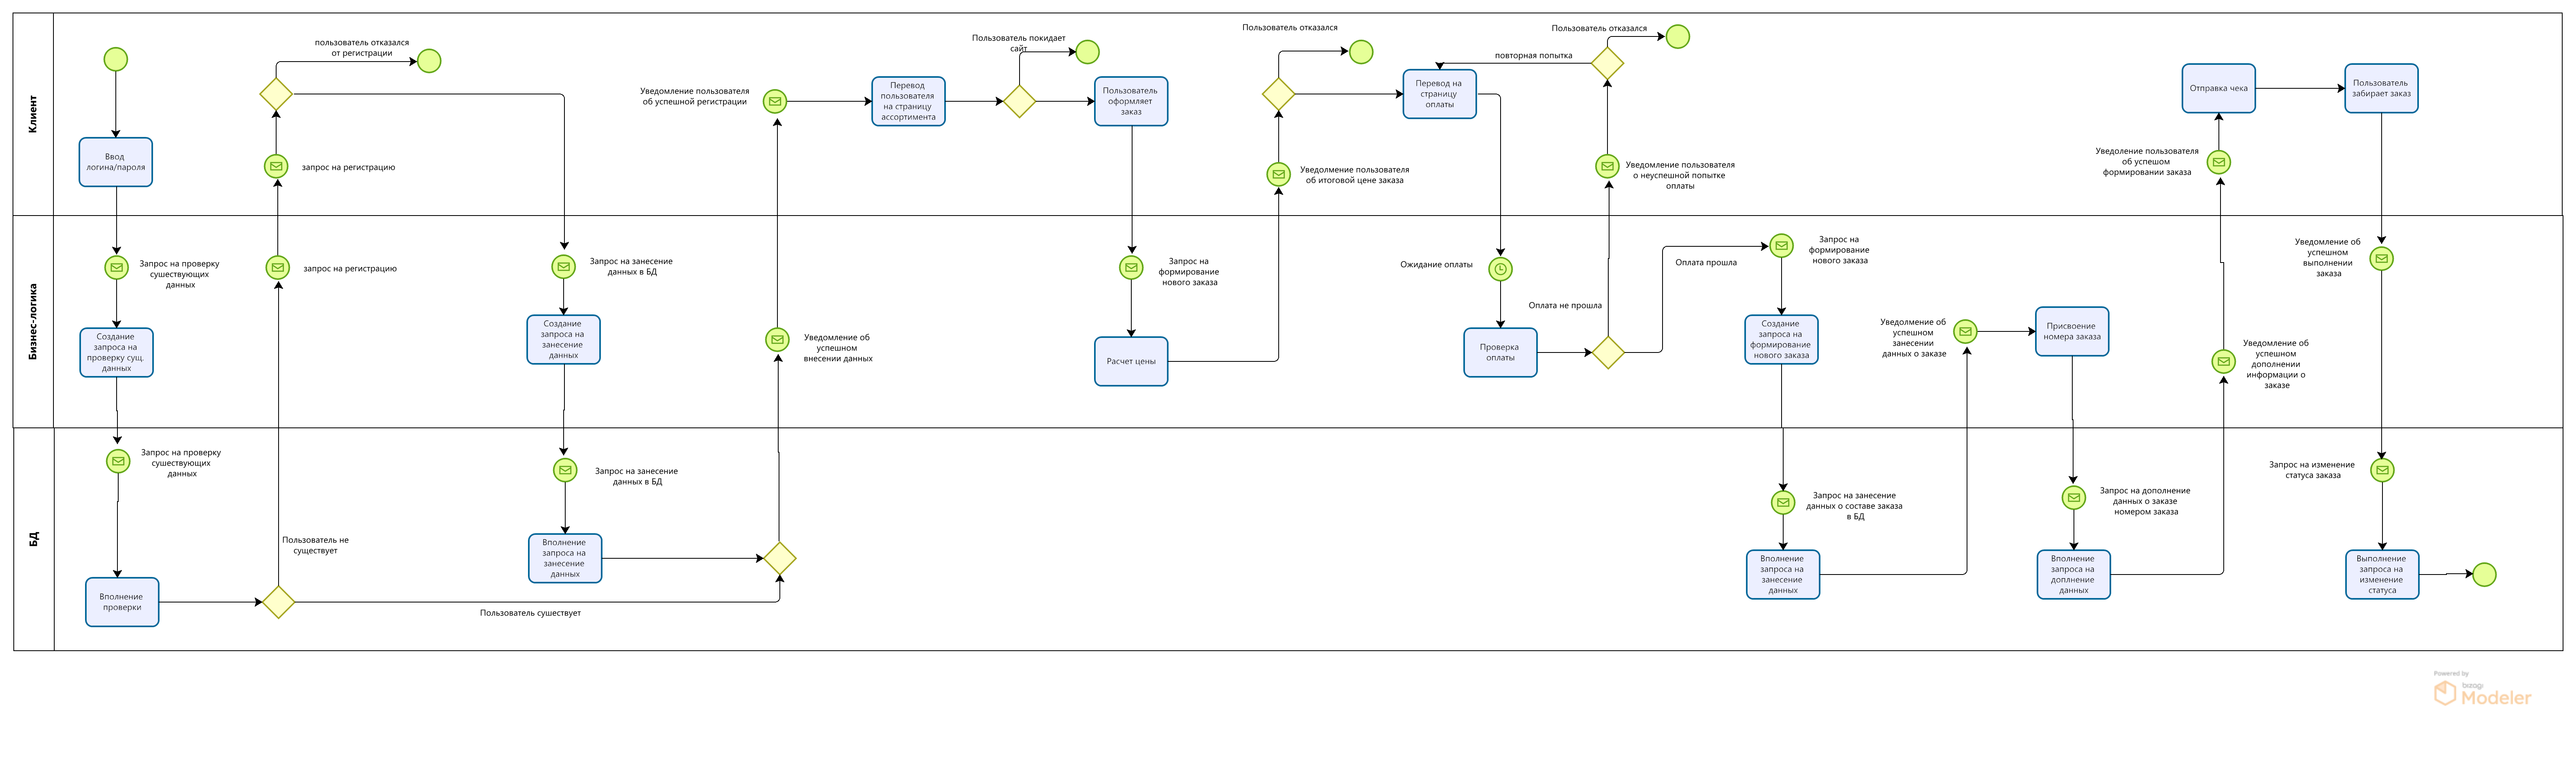 Клиент
пользователь отказался
от регистрации
Ввод
логина/пароля
запрос на регистрацию
Уведомление пользователя
об успешной регистрации
Перевод
пользователя
на страницу
ассортимента
Пользователь покидает
сайт
Пользователь
оформляет
заказ
Пользователь отказался
Уведолмение пользователя
об итоговой цене заказа
Перевод на
страницу
оплаты
повторная попытка
Пользователь отказался
Уведомление пользователя
о неуспешной попытке
оплаты
Уведоление пользователя
об успешом
формировании заказа
Отправка чека
Пользователь
забирает заказ
Бизнес-логика
Запрос на проверку
сушествующих
данных
Создание
запроса на
проверку сущ.
данных
запрос на регистрацию
Запрос на занесение
данных в БД
Создание
запроса на
занесение
данных
Уведомление об
успешном
внесении данных
Запрос на
формирование
нового заказа
Расчет цены
Ожидание оплаты
Проверка
оплаты
Оплата не прошла
Оплата прошла
Запрос на
формирование
нового заказа
Создание
запроса на
формирование
нового заказа
Уведолмение об
успешном
занесении
данных о заказе
Присвоение
номера заказа
Уведомление об
успешном
дополнении
информации о
заказе
Уведомление об
успешном
выполнении
заказа
БД
Запрос на проверку
сушествующих
данных
Вполнение
проверки
Пользователь не
существует
Пользователь сушествует
Запрос на занесение
данных в БД
Вполнение
запроса на
занесение
данных
Запрос на занесение
данных о составе заказа
в БД
Вполнение
запроса на
занесение
данных
Запрос на дополнение
данных о заказе
номером заказа
Вполнение
запроса на
доплнение
данных
Запрос на изменение
статуса заказа
Выполнение
запроса на
изменение
статуса
Powered by
bizagi
Modeler